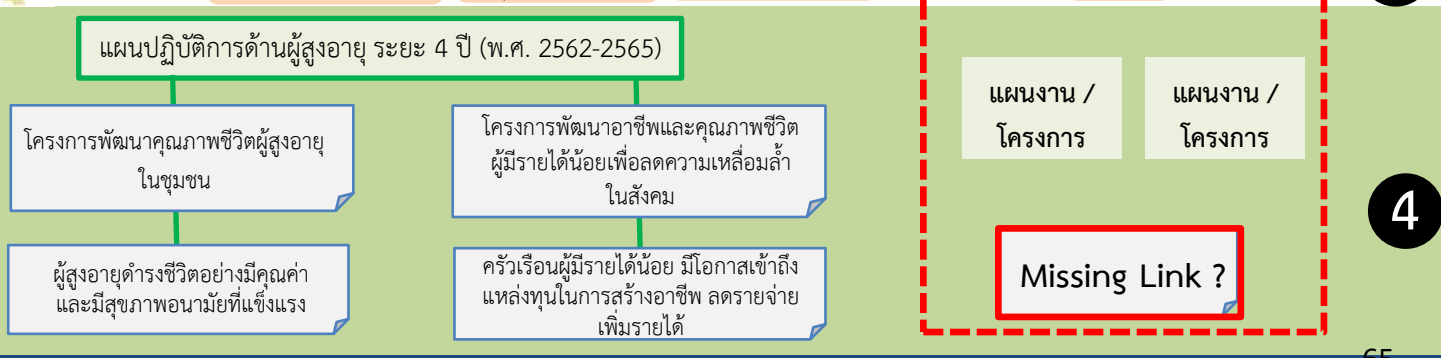 แผนปฏิบัติการด้านผู้สูงอายุ ระยะ 4 ปี (พ.ศ. 2562-2565)
โครงการพัฒนาคุณภาพชีวิตผู้สูงอายุ
ในชุมชน
โครงการพัฒนาอาชีพและคุณภาพชีวิต
ผู้มีรายได้น้อยเพื่อลดความเหลื่อมล้ำ
ในสังคม
ผู้สูงอายุดำรงชีวิตอย่างมีคุณค่า
และมีสุขภาพอนามัยที่แข็งแรง
ครัวเรือนผู้มีรายได้น้อย มีโอกาสเข้าถึง
แหล่งทุนในการสร้างอาชีพ ลดรายจ่าย
เพิ่มรายได้
แผนงาน /
โครงการ
แผนงาน /
โครงการ
Missing Link ?
4
65